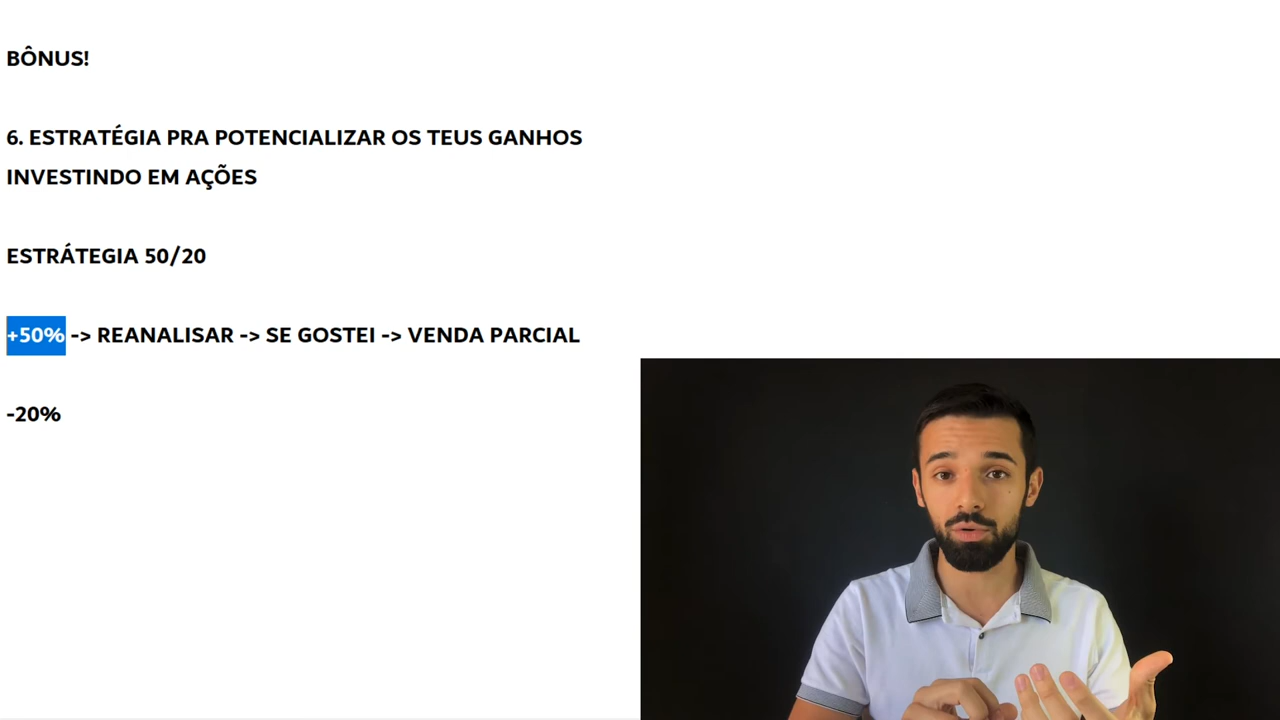 BÔNUS!
6. ESTRATÉGIA PRA POTENCIALIZAR OS TEUS GANHOS
INVESTINDO EM AÇÕES
ESTRÁTEGIA 50/20
+50% -> REANALISAR -> SE GOSTEI -> VENDA PARCIAL
-20%